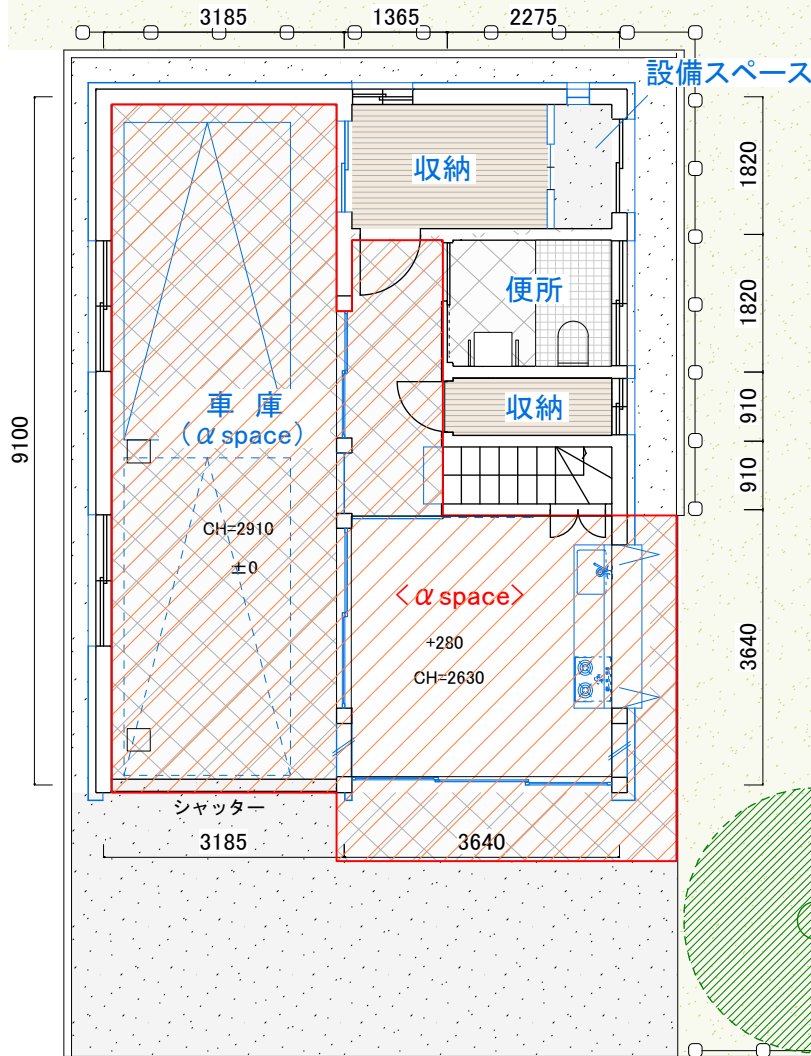 3185
1365
2275
設備スペース
収納
1820
便所
1820
車 庫
(α space)
収納
910
9100
910
CH=2910
±0
<α space>
+280
CH=2630
3640
シャッター
3185
3640